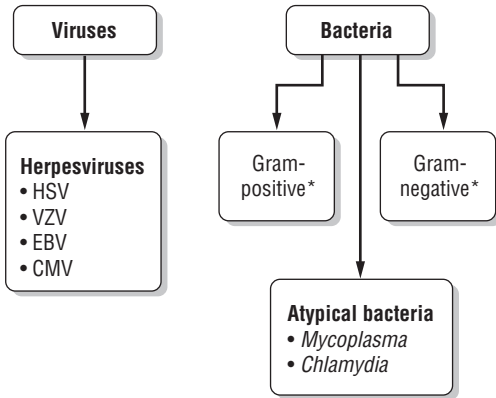 Viruses
Bacteria
Herpesviruses
• HSV
• VZV
• EBV
• CMV
Gram-
positive*
Gram-
negative*
Atypical bacteria
• Mycoplasma
• Chlamydia